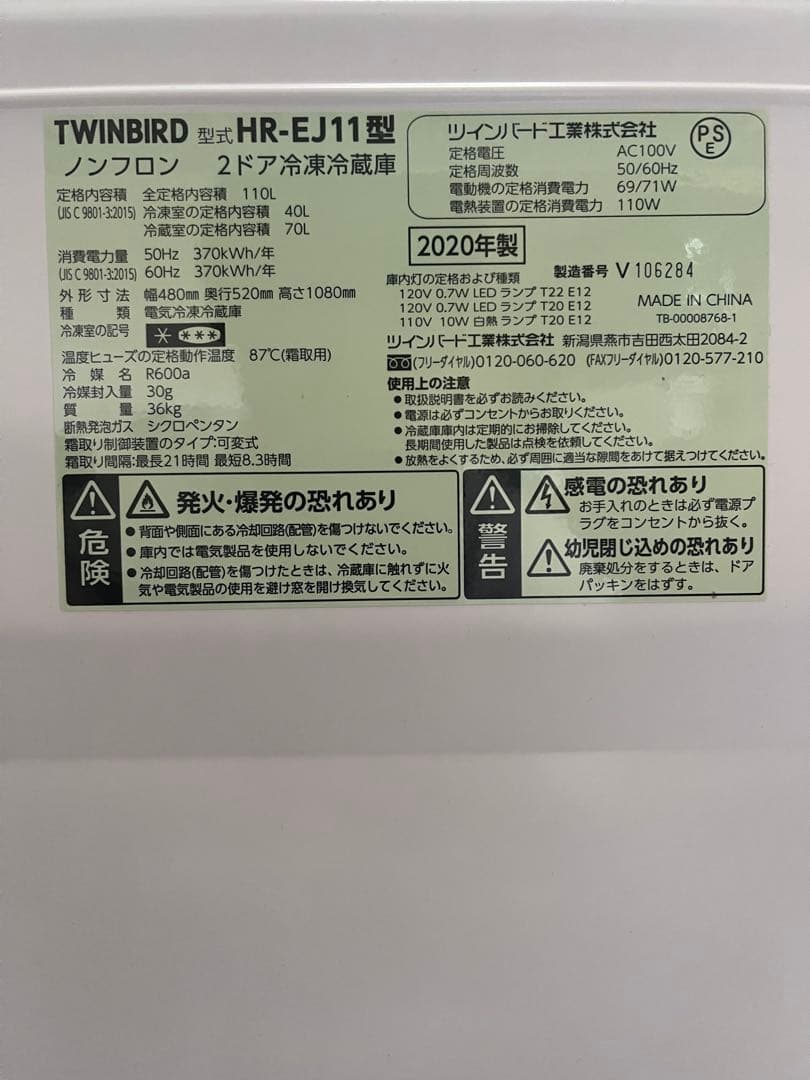 TWINBIRD 型式 HR-EJ11型
ノンフロン 2ドア冷凍冷蔵庫
定格内容積 全定格内容積 110L
(JIS C 9801-3:2015) 冷凍室の定格内容積 40L
冷蔵室の定格内容積 70L
消費電力量 50Hz 370kWh/年
(JIS C 9801-3:2015) 60Hz 370kWh/年
外形寸法 幅480mm 奥行520mm 高さ1080mm
種類 電気冷凍冷蔵庫
冷凍室の記号 * ***
温度ヒューズの定格動作温度 87℃(霜取用)
冷媒名 R600a
冷媒封入量 30g
質量 36kg
断熱発泡ガス シクロペンタン
霜取り制御装置のタイプ:可変式
霜取り間隔:最長21時間 最短8.3時間
ツインバード工業株式会社
PS
E
定格電圧 AC100V
定格周波数 50/60Hz
電動機の定格消費電力 69/71W
電熱装置の定格消費電力 110W
2020年製
製造番号 V 106284
庫内灯の定格および種類
120V 0.7W LED ランプ T22 E12
120V 0.7W LED ランプ T20 E12
110V 10W 白熱 ランプ T20 E12
MADE IN CHINA
TB-00008768-1
ツインバード工業株式会社 新潟県燕市吉田西太田2084-2
(フリーダイヤル)0120-060-620 (FAXフリーダイヤル)0120-577-210
使用上の注意
●取扱説明書を必ずお読みください。
●電源は必ずコンセントからお取りください。
●冷蔵庫庫内は定期的にお掃除してください。
長期間使用した製品は点検を依頼してください。
●放熱をよくするため、必ず周囲に適当な隙間をあけて据えつけてください。
危険
発火・爆発の恐れあり
●背面や側面にある冷却回路(配管)を傷つけないでください。
●庫内では電気製品を使用しないでください。
●冷却回路(配管)を傷つけたときは、冷蔵庫に触れずに火
気や電気製品の使用を避け窓を開け換気してください。
警告
感電の恐れあり
お手入れのときは必ず電源プ
ラグをコンセントから抜く。
幼児閉じ込めの恐れあり
廃棄処分をするときは、ドア
パッキンをはずす。